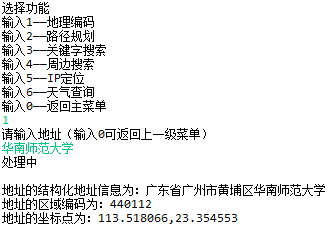 选择功能
输入1——地理编码
输入2——路径规划
输入3——关键字搜索
输入4——周边搜索
输入5——IP定位
输入6——天气查询
输入0——返回主菜单
1
请输入地址（输入0可返回上一级菜单）
华南师范大学
处理中
地址的结构化地址信息为：广东省广州市黄埔区华南师范大学
地址的区域编码为：440112
地址的坐标点为：113.518066,23.354553